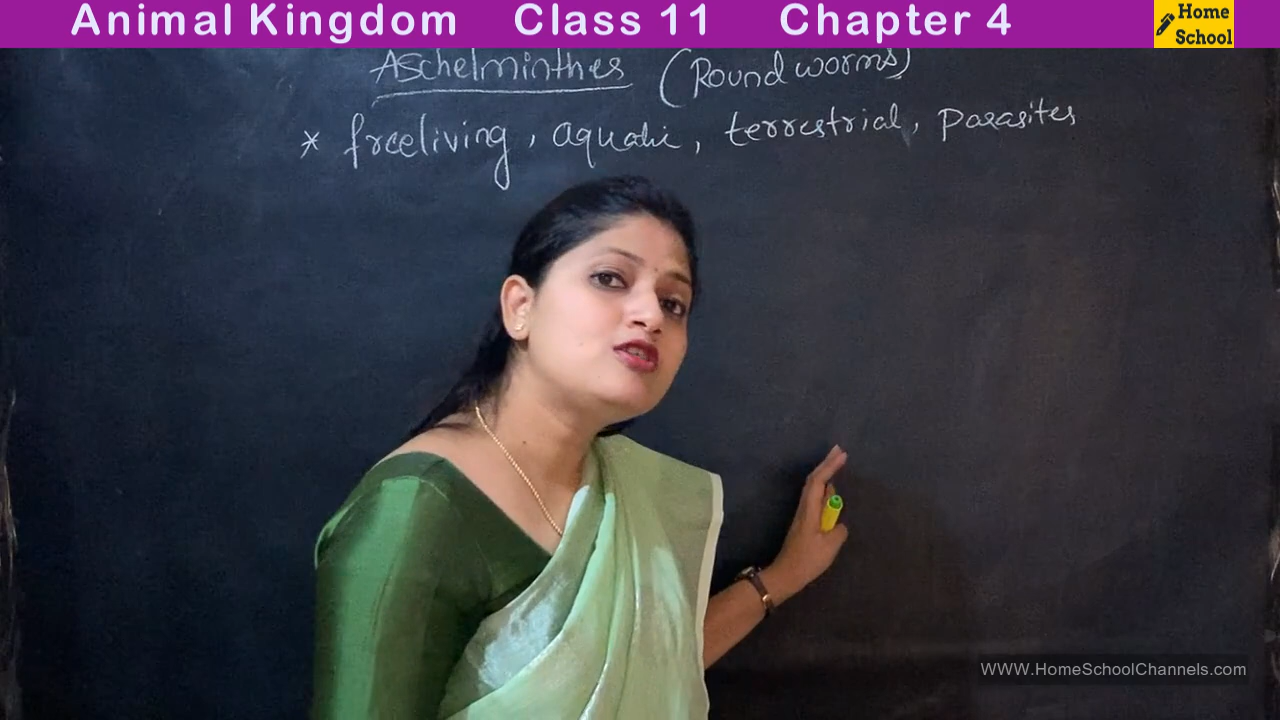 Animal Kingdom Class 11 Chapter 4
Home
School
Aschelminthes (Roundworms)
* freeliving, aquatic, terrestrial, parasites
WWW.HomeSchoolChannels.com